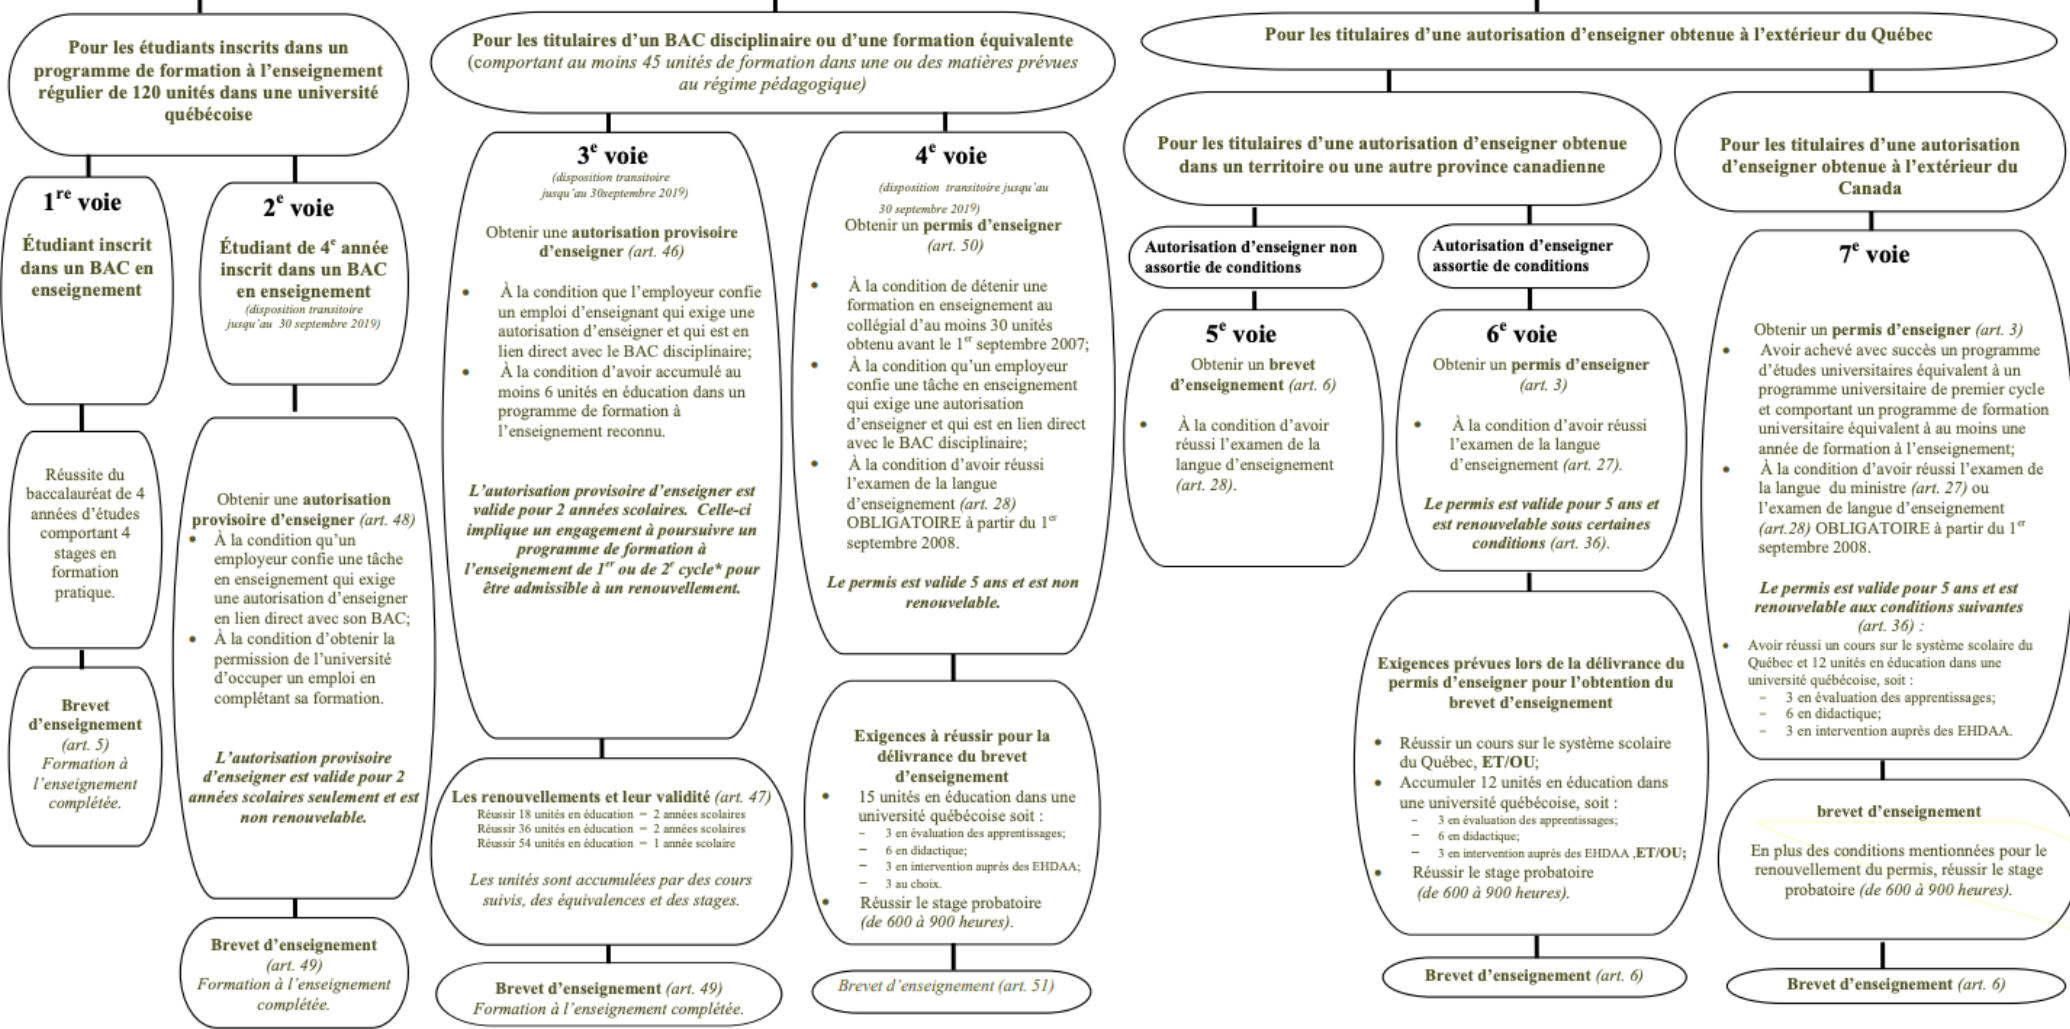 Pour les étudiants inscrits dans un
programme de formation à l'enseignement
régulier de 120 unités dans une université
québécoise
1re voie
Étudiant inscrit
dans un BAC en
enseignement
Réussite du
baccalauréat de 4
années d'études
comportant 4
stages en
formation
pratique.
Brevet
d'enseignement
(art. 5)
Formation à
l'enseignement
complétée.
2e voie
Étudiant de 4e année
inscrit dans un BAC
en enseignement
(disposition transitoire
jusqu'au 30 septembre 2019)
Obtenir une autorisation
provisoire d'enseigner (art. 48)
• À la condition qu'un
employeur confie une tâche
en enseignement qui exige
une autorisation d'enseigner
en lien direct avec son BAC;
• À la condition d'obtenir la
permission de l'université
d'occuper un emploi en
complétant sa formation.
L'autorisation provisoire
d'enseigner est valide pour 2
années scolaires seulement et est
non renouvelable.
Brevet d'enseignement
(art. 49)
Formation à l'enseignement
complétée.
Pour les titulaires d'un BAC disciplinaire ou d'une formation équivalente
(comportant au moins 45 unités de formation dans une ou des matières prévues
au régime pédagogique)
3e voie
(disposition transitoire
jusqu'au 30septembre 2019)
Obtenir une autorisation provisoire
d'enseigner (art. 46)
• À la condition que l'employeur confie
un emploi d'enseignant qui exige une
autorisation d'enseigner et qui est en
lien direct avec le BAC disciplinaire;
• À la condition d'avoir accumulé au
moins 6 unités en éducation dans un
programme de formation à
l'enseignement reconnu.
L'autorisation provisoire d'enseigner est
valide pour 2 années scolaires. Celle-ci
implique un engagement à poursuivre un
programme de formation à
l'enseignement de 1er ou de 2e cycle* pour
être admissible à un renouvellement.
Les renouvellements et leur validité (art. 47)
Réussir 18 unités en éducation – 2 années scolaires
Réussir 36 unités en éducation – 2 années scolaires
Réussir 54 unités en éducation – 1 année scolaire
Les unités sont accumulées par des cours
suivis, des équivalences et des stages.
Brevet d'enseignement (art. 49)
Formation à l'enseignement complétée.
4e voie
(disposition transitoire jusqu'au
30 septembre 2019)
Obtenir un permis d'enseigner
(art. 50)
• À la condition de détenir une
formation en enseignement au
collégial d'au moins 30 unités
obtenu avant le 1er septembre 2007;
• À la condition qu'un employeur
confie une tâche en enseignement
qui exige une autorisation
d'enseigner et qui est en lien direct
avec le BAC disciplinaire;
• À la condition d'avoir réussi
l'examen de la langue
d'enseignement (art. 28)
OBLIGATOIRE à partir du 1er
septembre 2008.
Le permis est valide 5 ans et est non
renouvelable.
Exigences à réussir pour la
délivrance du brevet
d'enseignement
• 15 unités en éducation dans une
université québécoise soit :
– 3 en évaluation des apprentissages;
– 6 en didactique;
– 3 en intervention auprès des EHDAA;
– 3 au choix.
• Réussir le stage probatoire
(de 600 à 900 heures).
Brevet d'enseignement (art. 51)
Pour les titulaires d'une autorisation d'enseigner obtenue à l'extérieur du Québec
Pour les titulaires d'une autorisation d'enseigner obtenue
dans un territoire ou une autre province canadienne
Autorisation d'enseigner non
assortie de conditions
5e voie
Obtenir un brevet
d'enseignement (art. 6)
• À la condition d'avoir
réussi l'examen de la
langue d'enseignement
(art. 28).
Autorisation d'enseigner
assortie de conditions
6e voie
Obtenir un permis d'enseigner
(art. 3)
• À la condition d'avoir réussi
l'examen de la langue
d'enseignement (art. 27).
Le permis est valide pour 5 ans et
est renouvelable sous certaines
conditions (art. 36).
Exigences prévues lors de la délivrance du
permis d'enseigner pour l'obtention du
brevet d'enseignement
• Réussir un cours sur le système scolaire
du Québec, ET/OU;
• Accumuler 12 unités en éducation dans
une université québécoise, soit :
– 3 en évaluation des apprentissages;
– 6 en didactique;
– 3 en intervention auprès des EHDAA ,ET/OU;
• Réussir le stage probatoire
(de 600 à 900 heures).
Brevet d'enseignement (art. 6)
Pour les titulaires d'une autorisation
d'enseigner obtenue à l'extérieur du
Canada
7e voie
Obtenir un permis d'enseigner (art. 3)
• Avoir achevé avec succès un programme
d'études universitaires équivalent à un
programme universitaire de premier cycle
et comportant un programme de formation
universitaire équivalent à au moins une
année de formation à l'enseignement;
• À la condition d'avoir réussi l'examen de
la langue du ministre (art. 27) ou
l'examen de la langue d'enseignement
(art.28) OBLIGATOIRE à partir du 1er
septembre 2008.
Le permis est valide pour 5 ans et est
renouvelable aux conditions suivantes
(art. 36) :
• Avoir réussi un cours sur le système scolaire du
Québec et 12 unités en éducation dans une
université québécoise, soit :
– 3 en évaluation des apprentissages;
– 6 en didactique;
– 3 en intervention auprès des EHDAA.
brevet d'enseignement
En plus des conditions mentionnées pour le
renouvellement du permis, réussir le stage
probatoire (de 600 à 900 heures).
Brevet d'enseignement (art. 6)